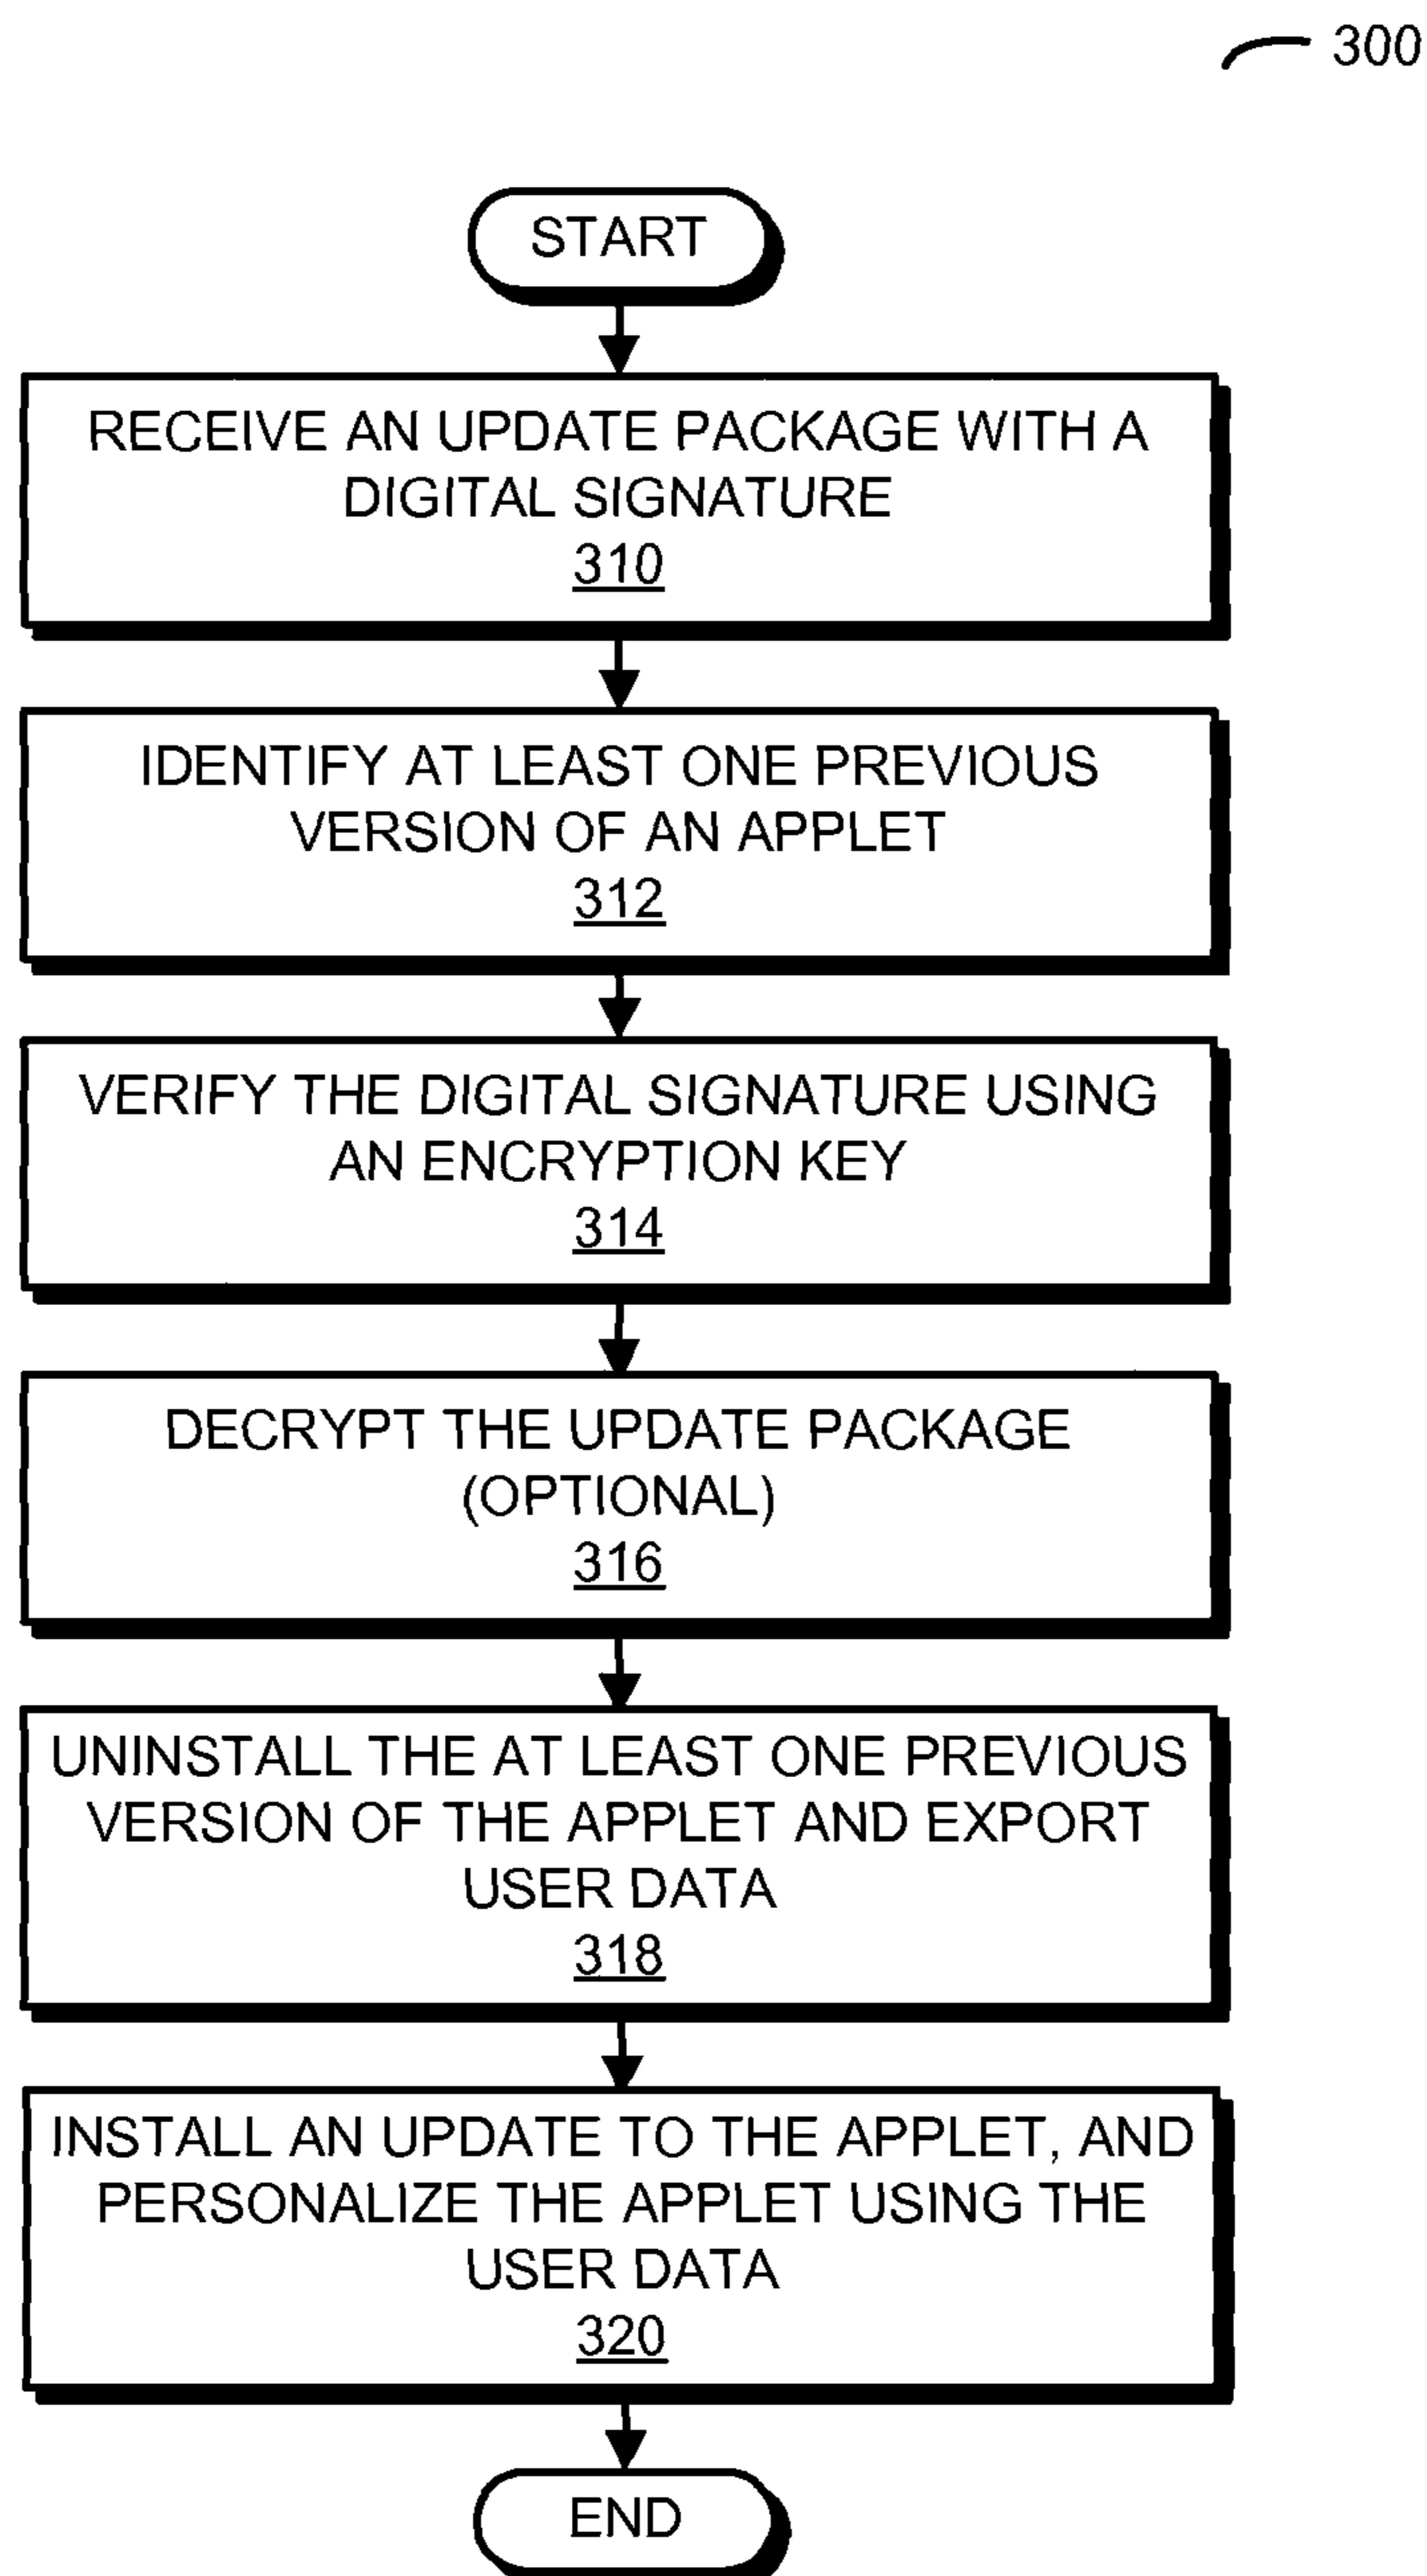 300
START
RECEIVE AN UPDATE PACKAGE WITH A
DIGITAL SIGNATURE
310
IDENTIFY AT LEAST ONE PREVIOUS
VERSION OF AN APPLET
312
VERIFY THE DIGITAL SIGNATURE USING
AN ENCRYPTION KEY
314
DECRYPT THE UPDATE PACKAGE
(OPTIONAL)
316
UNINSTALL THE AT LEAST ONE PREVIOUS
VERSION OF THE APPLET AND EXPORT
USER DATA
318
INSTALL AN UPDATE TO THE APPLET, AND
PERSONALIZE THE APPLET USING THE
USER DATA
320
END